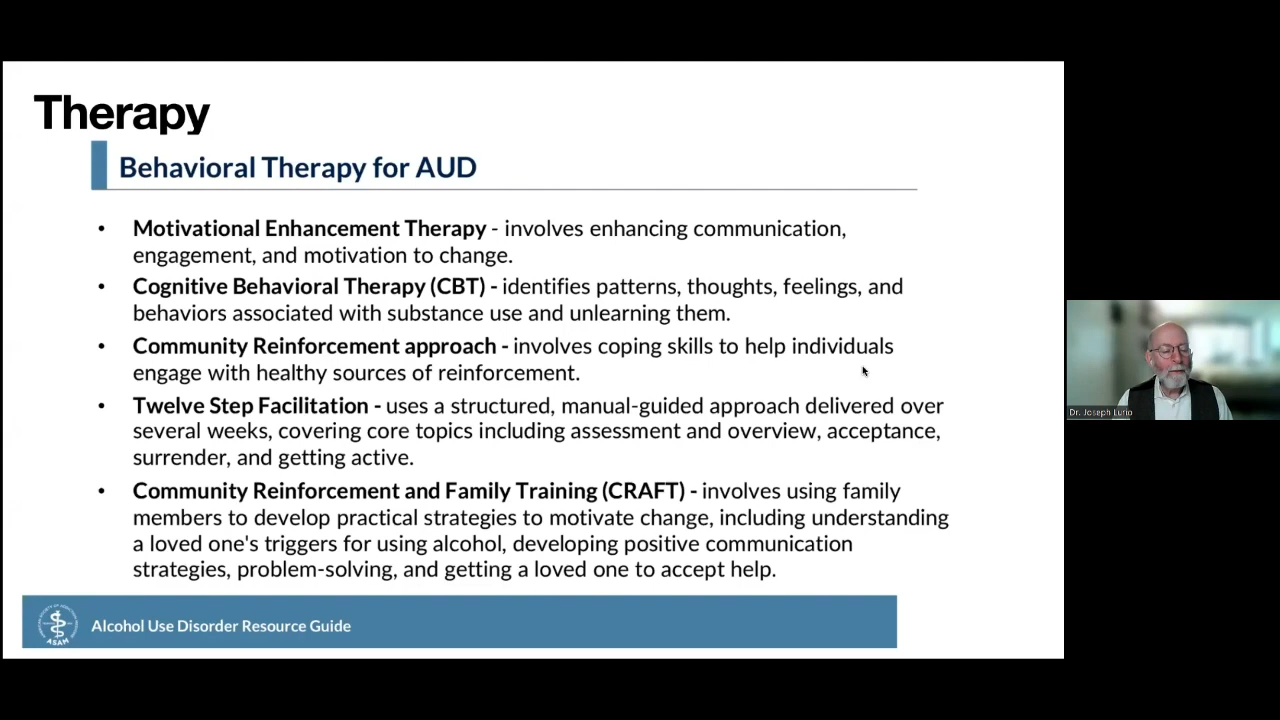 Therapy
Behavioral Therapy for AUD
• Motivational Enhancement Therapy - involves enhancing communication,
engagement, and motivation to change.
• Cognitive Behavioral Therapy (CBT) - identifies patterns, thoughts, feelings, and
behaviors associated with substance use and unlearning them.
• Community Reinforcement approach - involves coping skills to help individuals
engage with healthy sources of reinforcement.
• Twelve Step Facilitation - uses a structured, manual-guided approach delivered over
several weeks, covering core topics including assessment and overview, acceptance,
surrender, and getting active.
• Community Reinforcement and Family Training (CRAFT) - involves using family
members to develop practical strategies to motivate change, including understanding
a loved one's triggers for using alcohol, developing positive communication
strategies, problem-solving, and getting a loved one to accept help.
ASAM
Alcohol Use Disorder Resource Guide
Dr. Joseph Lurio